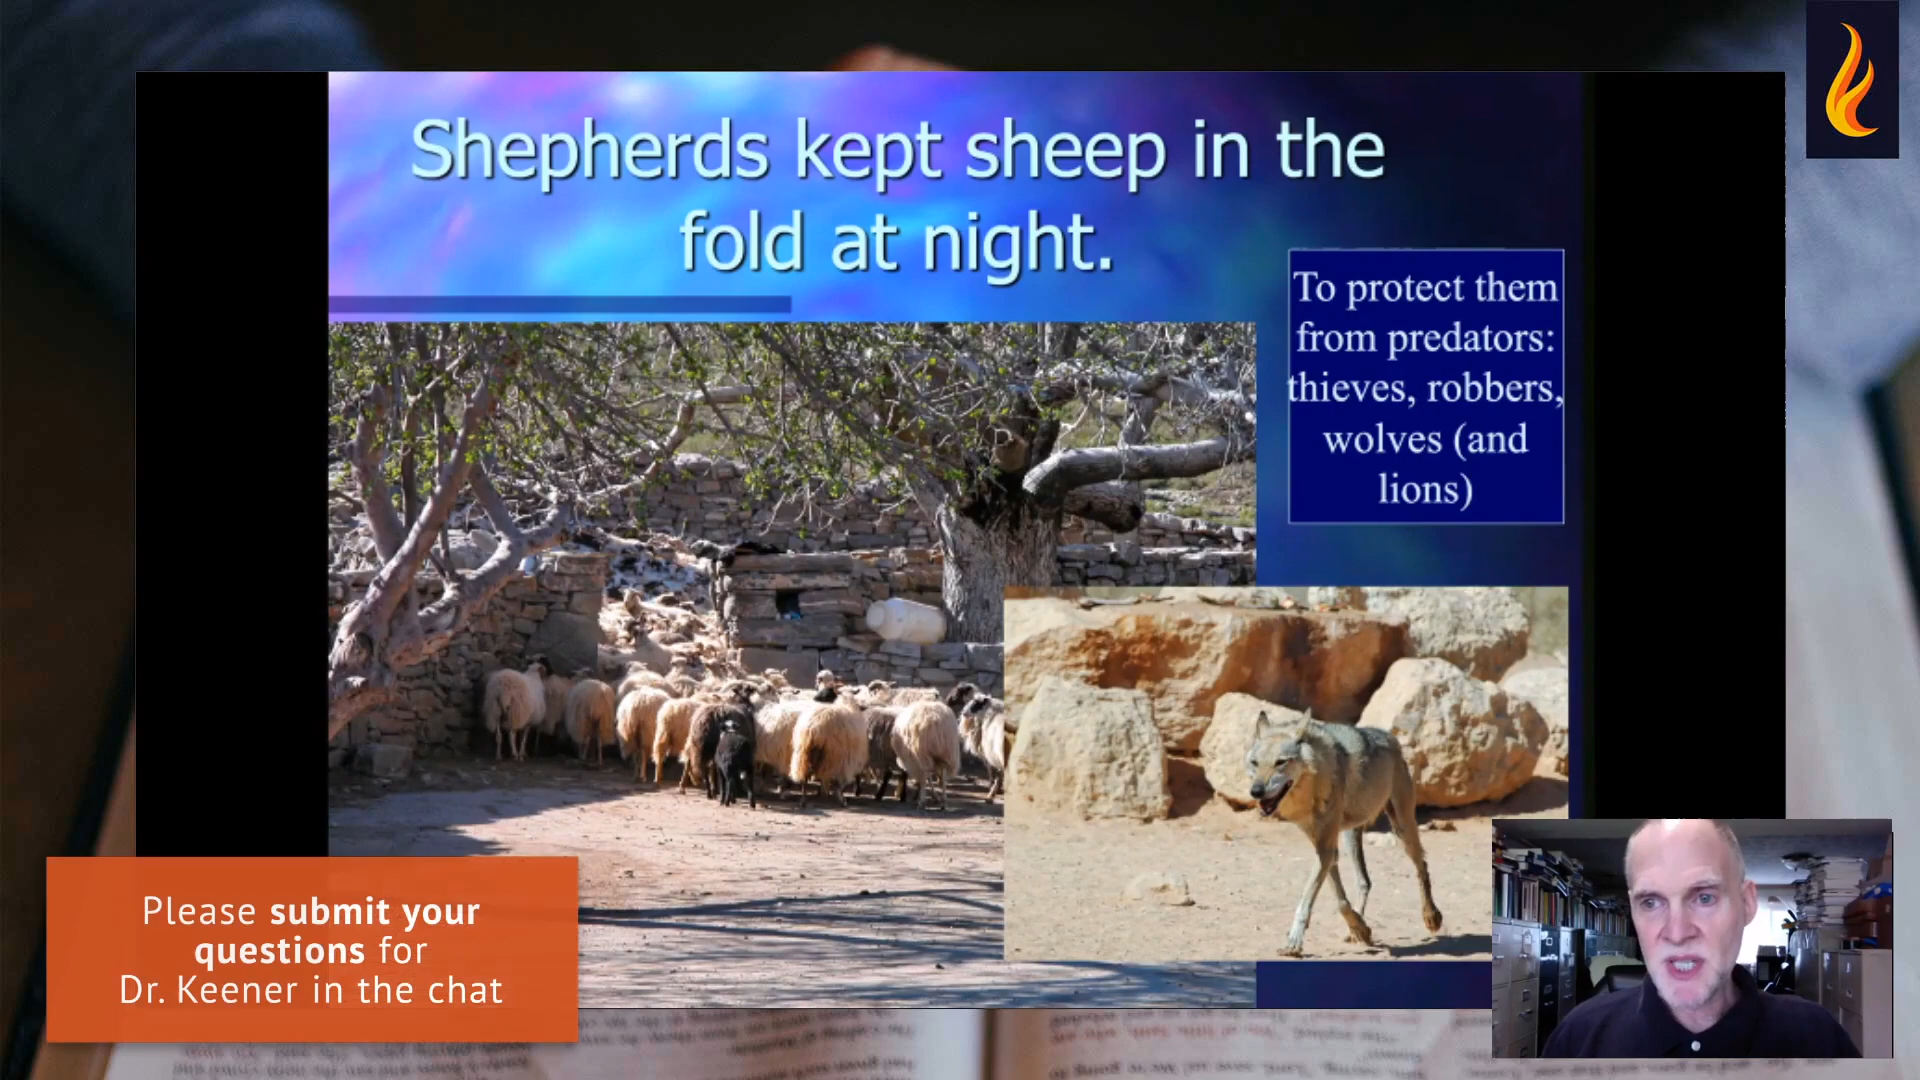 Shepherds kept sheep in the
fold at night.
To protect them
from predators:
thieves, robbers,
wolves (and
lions)
Please submit your
questions for
Dr. Keener in the chat